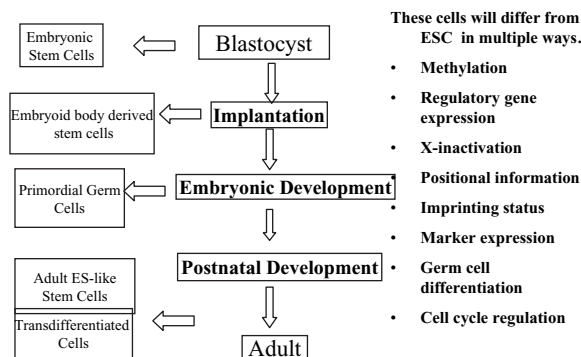 Embryonic
Stem Cells
Blastocyst
Embryoid body derived
stem cells
Implantation
Primordial Germ
Cells
Embryonic Development
Postnatal Development
Adult ES-like
Stem Cells
Transdifferentiated
Cells
Adult
These cells will differ from
ESC in multiple ways.
• Methylation
• Regulatory gene
expression
• X-inactivation
• Positional information
• Imprinting status
• Marker expression
• Germ cell
differentiation
• Cell cycle regulation